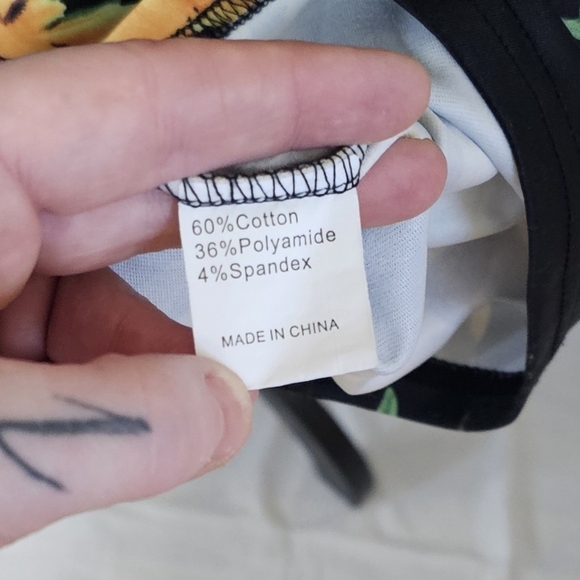 60%Cotton
36%Polyamide
4%Spandex
MADE IN CHINA